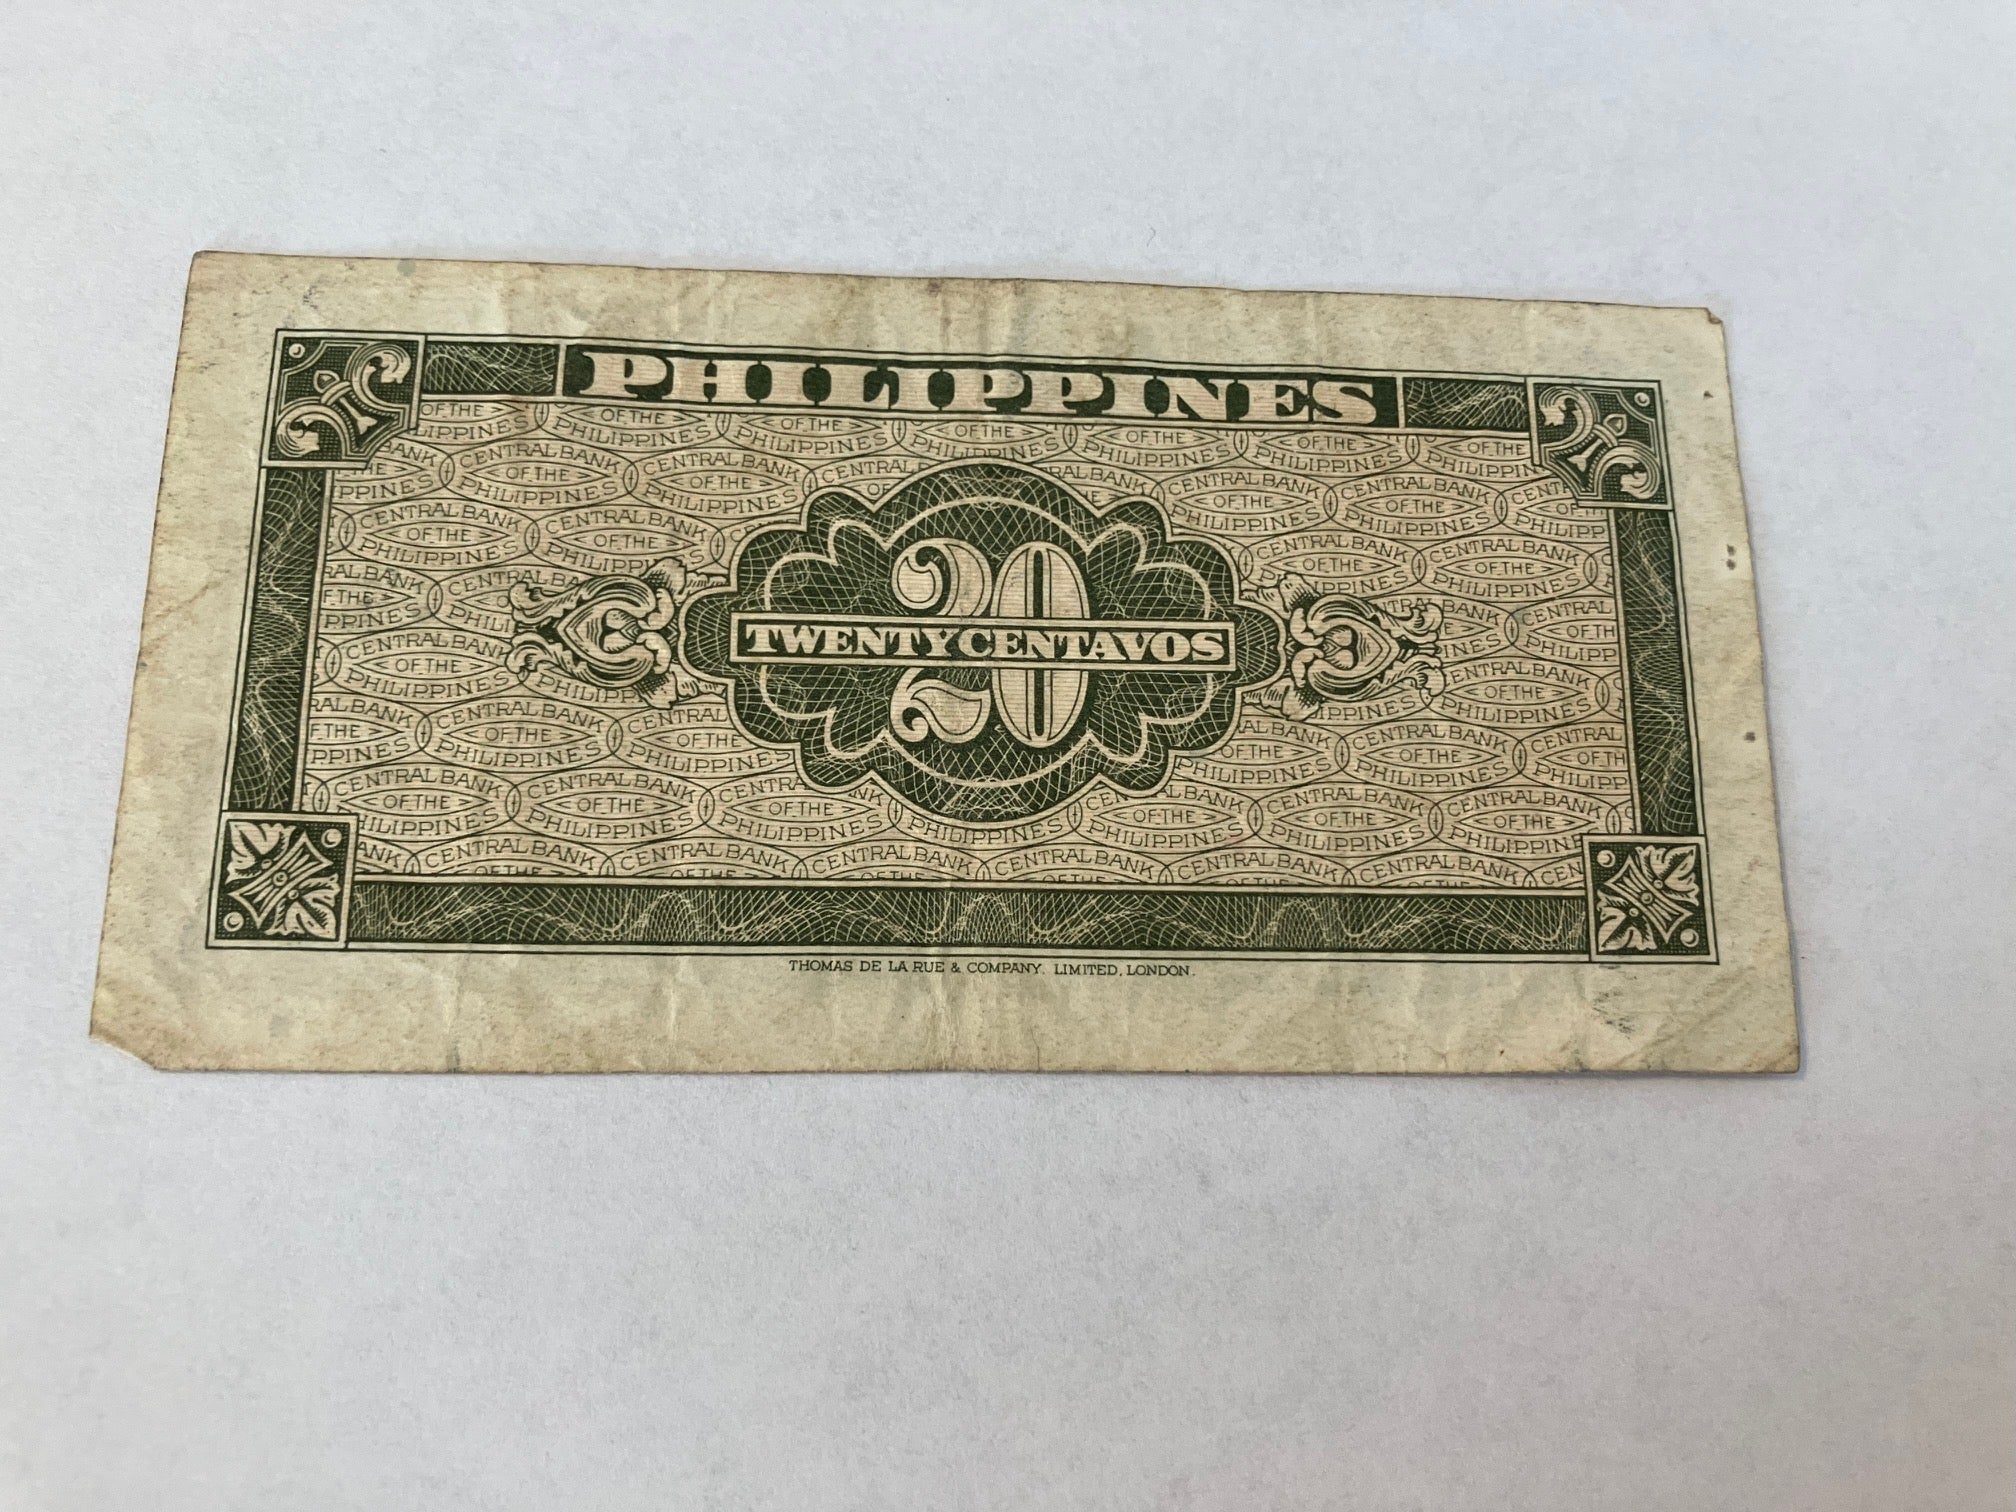 PHILIPPINES
CENTRAL BANK
OF THE
PHILIPPINES
20
TWENTY CENTAVOS
THOMAS DE LA RUE & COMPANY. LIMITED, LONDON.